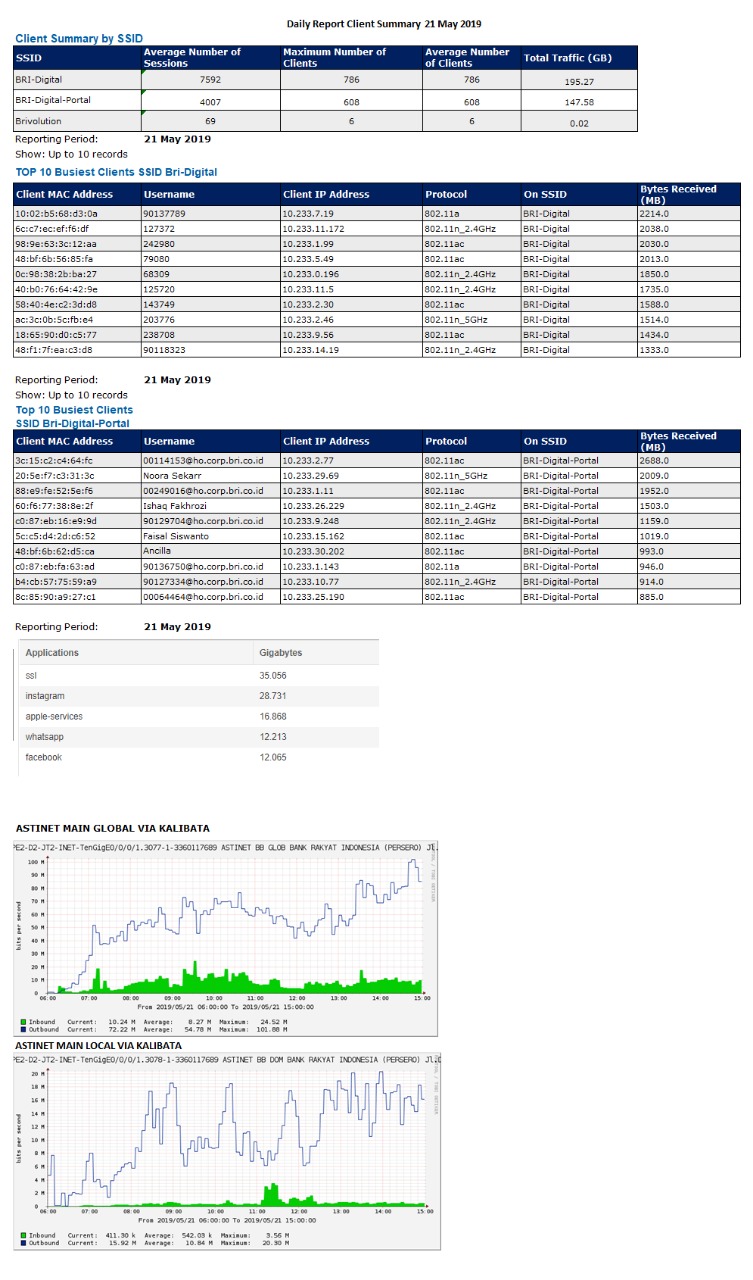 Daily Report Client Summary 21 May 2019
Client Summary by SSID
SSID Average Number of Sessions Maximum Number of Clients Average Number of Clients Total Traffic (GB)
BRI-Digital 7592 786 786 195.27
BRI-Digital-Portal 4007 608 608 147.58
Brivolution 69 6 6 0.02
Reporting Period: 21 May 2019
Show: Up to 10 records
TOP 10 Busiest Clients SSID Bri-Digital
Client MAC Address Username Client IP Address Protocol On SSID Bytes Received (MB)
10:02:b5:68:d3:0a 90137789 10.233.7.19 802.11a BRI-Digital 2214.0
6c:c7:ec:ef:f6:df 127372 10.233.11.172 802.11n_2.4GHz BRI-Digital 2038.0
98:9e:63:3c:12:aa 242980 10.233.1.99 802.11ac BRI-Digital 2030.0
48:bf:6b:56:85:fa 79080 10.233.5.49 802.11ac BRI-Digital 2013.0
0c:98:38:2b:ba:27 68309 10.233.0.196 802.11n_2.4GHz BRI-Digital 1850.0
40:b0:76:64:42:9e 125720 10.233.11.5 802.11n_2.4GHz BRI-Digital 1735.0
58:40:4e:c2:3d:d8 143749 10.233.2.30 802.11ac BRI-Digital 1588.0
ac:3c:0b:5c:fb:e4 203776 10.233.2.46 802.11n_5GHz BRI-Digital 1514.0
18:65:90:d0:c5:77 238708 10.233.9.56 802.11ac BRI-Digital 1434.0
48:f1:7f:ea:c3:d8 90118323 10.233.14.19 802.11n_2.4GHz BRI-Digital 1333.0
Reporting Period: 21 May 2019
Show: Up to 10 records
Top 10 Busiest Clients
SSID Bri-Digital-Portal
Client MAC Address Username Client IP Address Protocol On SSID Bytes Received (MB)
3c:15:c2:c4:64:fc 00114153@ho.corp.bri.co.id 10.233.2.77 802.11ac BRI-Digital-Portal 2688.0
20:5e:f7:c3:31:3c Noora Sekarr 10.233.29.69 802.11n_5GHz BRI-Digital-Portal 2009.0
88:e9:fe:52:5e:f6 00249016@ho.corp.bri.co.id 10.233.1.11 802.11ac BRI-Digital-Portal 1952.0
60:f6:77:38:8e:2f Ishaq Fakhrozi 10.233.26.229 802.11n_2.4GHz BRI-Digital-Portal 1503.0
c0:87:eb:16:e9:9d 90129704@ho.corp.bri.co.id 10.233.9.248 802.11n_2.4GHz BRI-Digital-Portal 1159.0
5c:c5:d4:2d:c6:52 Faisal Siswanto 10.233.15.162 802.11ac BRI-Digital-Portal 1019.0
48:bf:6b:62:d5:ca Ancilla 10.233.30.202 802.11ac BRI-Digital-Portal 993.0
c0:87:eb:fa:63:ad 90136750@ho.corp.bri.co.id 10.233.1.143 802.11a BRI-Digital-Portal 946.0
b4:cb:57:75:59:a9 90127334@ho.corp.bri.co.id 10.233.10.77 802.11n_2.4GHz BRI-Digital-Portal 914.0
8c:85:90:a9:27:c1 00064464@ho.corp.bri.co.id 10.233.25.190 802.11ac BRI-Digital-Portal 885.0
Reporting Period: 21 May 2019
Applications Gigabytes
ssl 35.056
instagram 28.731
apple-services 16.868
whatsapp 12.213
facebook 12.065
ASTINET MAIN GLOBAL VIA KALIBATA
PE2-D2-JT2-INET-TenGigE0/0/0/1.3077-1-3360117689 ASTINET BB GLOB BANK RAKYAT INDONESIA (PERSERO) Jl.
100 M
90 M
80 M
70 M
60 M
50 M
40 M
30 M
20 M
10 M
0
bits per second
06:00 07:00 08:00 09:00 10:00 11:00 12:00 13:00 14:00 15:00
From 2019/05/21 06:00:00 To 2019/05/21 15:00:00
Inbound Current: 10.24 M Average: 8.27 M Maximum: 24.52 M
Outbound Current: 72.22 M Average: 54.78 M Maximum: 101.88 M
ASTINET MAIN LOCAL VIA KALIBATA
PE2-D2-JT2-INET-TenGigE0/0/0/1.3078-1-3360117689 ASTINET BB DOM BANK RAKYAT INDONESIA (PERSERO) Jl.
20 M
18 M
16 M
14 M
12 M
10 M
8 M
6 M
4 M
2 M
0
bits per second
06:00 07:00 08:00 09:00 10:00 11:00 12:00 13:00 14:00 15:00
From 2019/05/21 06:00:00 To 2019/05/21 15:00:00
Inbound Current: 411.30 k Average: 542.03 k Maximum: 3.56 M
Outbound Current: 15.92 M Average: 10.84 M Maximum: 20.30 M